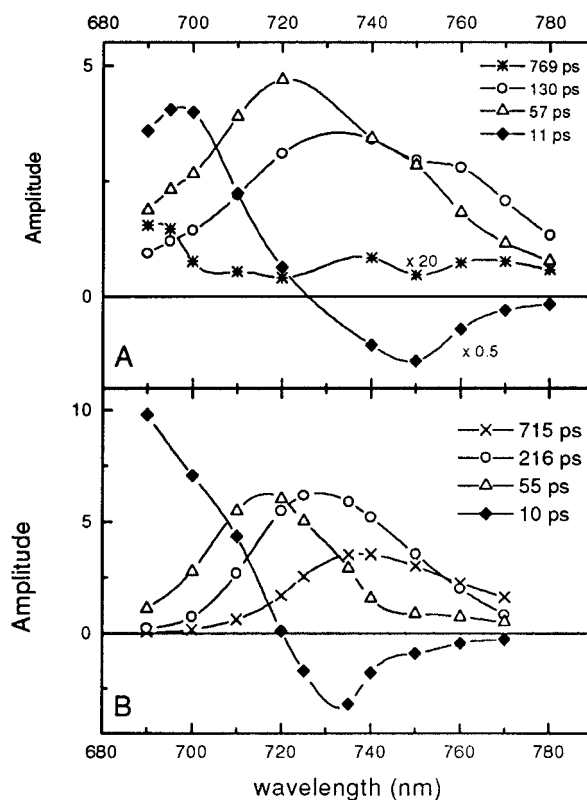 680 700 720 740 760 780
5
769 ps
130 ps
57 ps
11 ps
Amplitude
x 20
0
A
x 0.5
10
715 ps
216 ps
55 ps
10 ps
5
Amplitude
0
B
680 700 720 740 760 780
wavelength (nm)